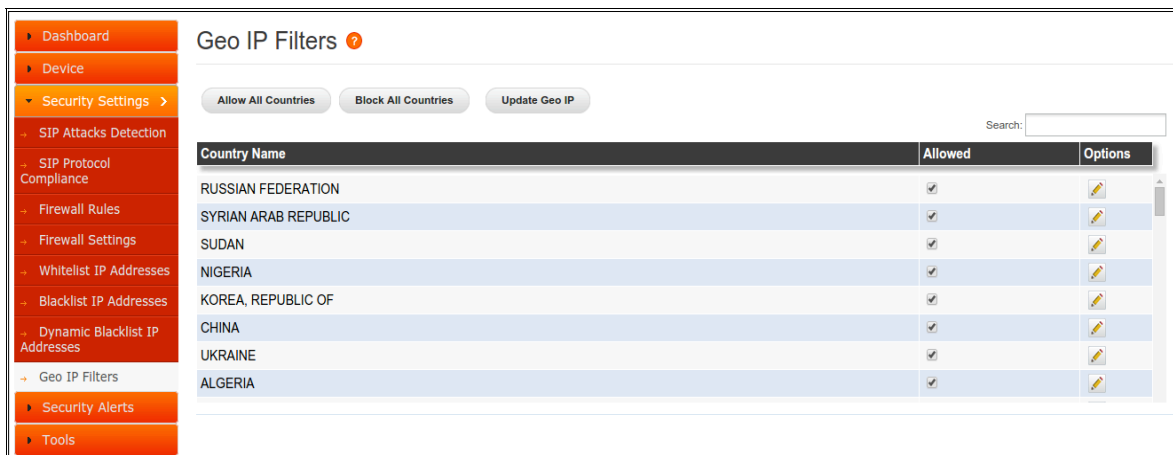 Dashboard
Device
Security Settings
SIP Attacks Detection
SIP Protocol
Compliance
Firewall Rules
Firewall Settings
Whitelist IP Addresses
Blacklist IP Addresses
Dynamic Blacklist IP
Addresses
Geo IP Filters
Security Alerts
Tools
Geo IP Filters ?
Allow All Countries Block All Countries Update Geo IP
Search:
Country Name Allowed Options
RUSSIAN FEDERATION
SYRIAN ARAB REPUBLIC
SUDAN
NIGERIA
KOREA, REPUBLIC OF
CHINA
UKRAINE
ALGERIA